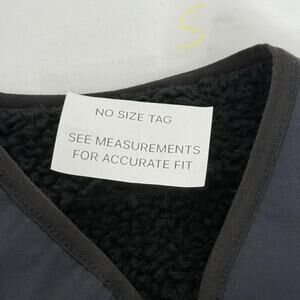 S
NO SIZE TAG
SEE MEASUREMENTS
FOR ACCURATE FIT